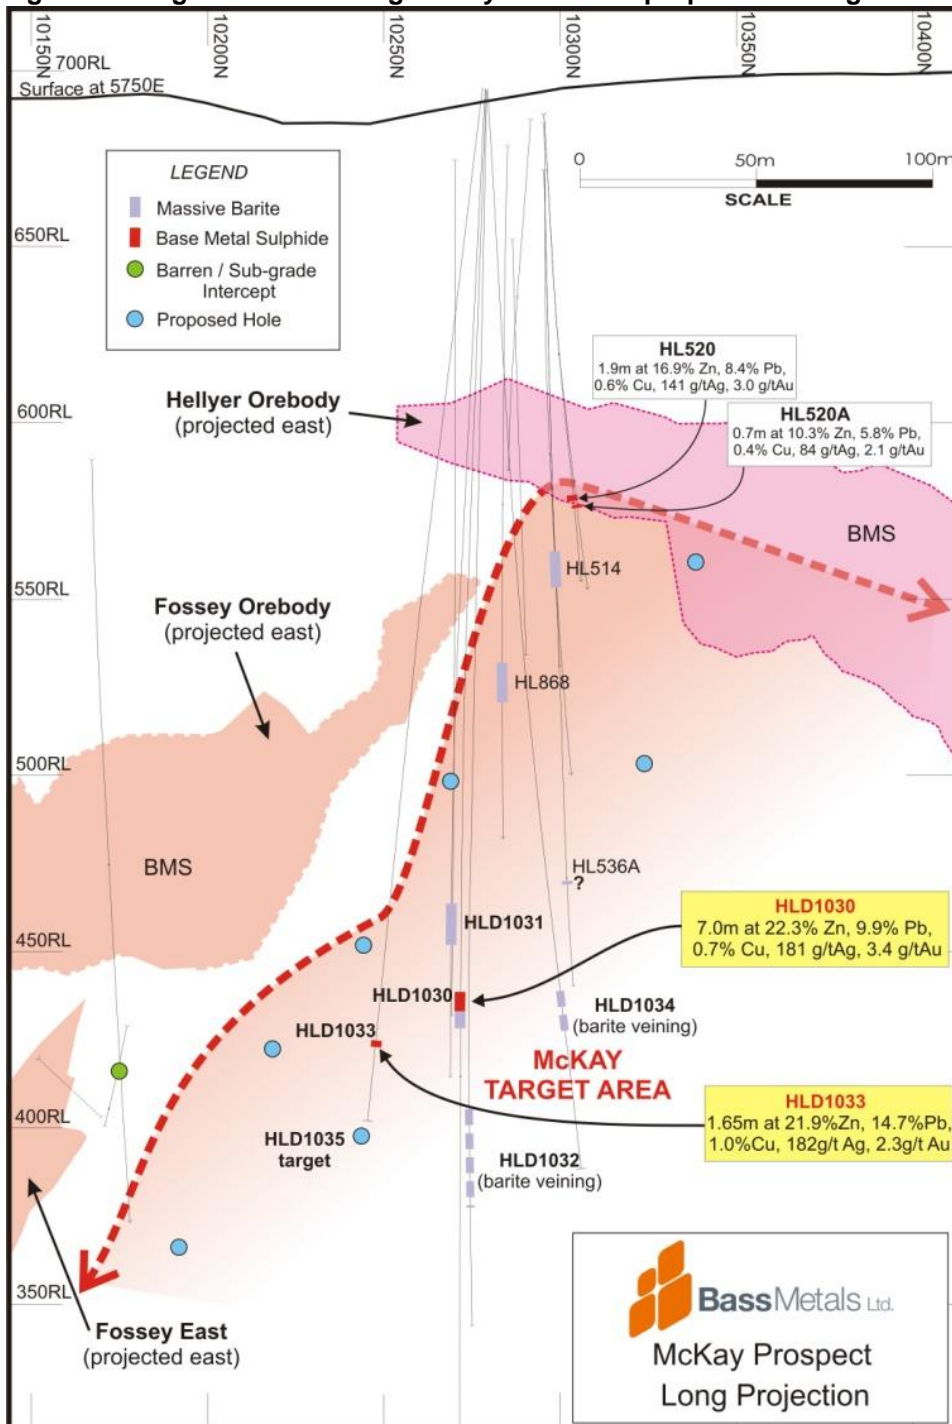 10150N
10200N
10250N
10300N
10350N
10400N
700RL
Surface at 5750E
LEGEND
Massive Barite
Base Metal Sulphide
Barren / Sub-grade
Intercept
Proposed Hole
0 50m 100m
SCALE
650RL
HL520
1.9m at 16.9% Zn, 8.4% Pb,
0.6% Cu, 141 g/tAg, 3.0 g/tAu
Hellyer Orebody
(projected east)
600RL
HL520A
0.7m at 10.3% Zn, 5.8% Pb,
0.4% Cu, 84 g/tAg, 2.1 g/tAu
BMS
HL514
550RL
Fossey Orebody
(projected east)
HL868
500RL
BMS
HL536A
?
HLD1030
7.0m at 22.3% Zn, 9.9% Pb,
0.7% Cu, 181 g/tAg, 3.4 g/tAu
HLD1031
450RL
HLD1030
HLD1034
(barite veining)
HLD1033
McKAY
TARGET AREA
HLD1033
1.65m at 21.9%Zn, 14.7%Pb,
1.0%Cu, 182g/t Ag, 2.3g/t Au
400RL
HLD1035
target
HLD1032
(barite veining)
350RL
Fossey East
(projected east)
BassMetals Ltd.
McKay Prospect
Long Projection